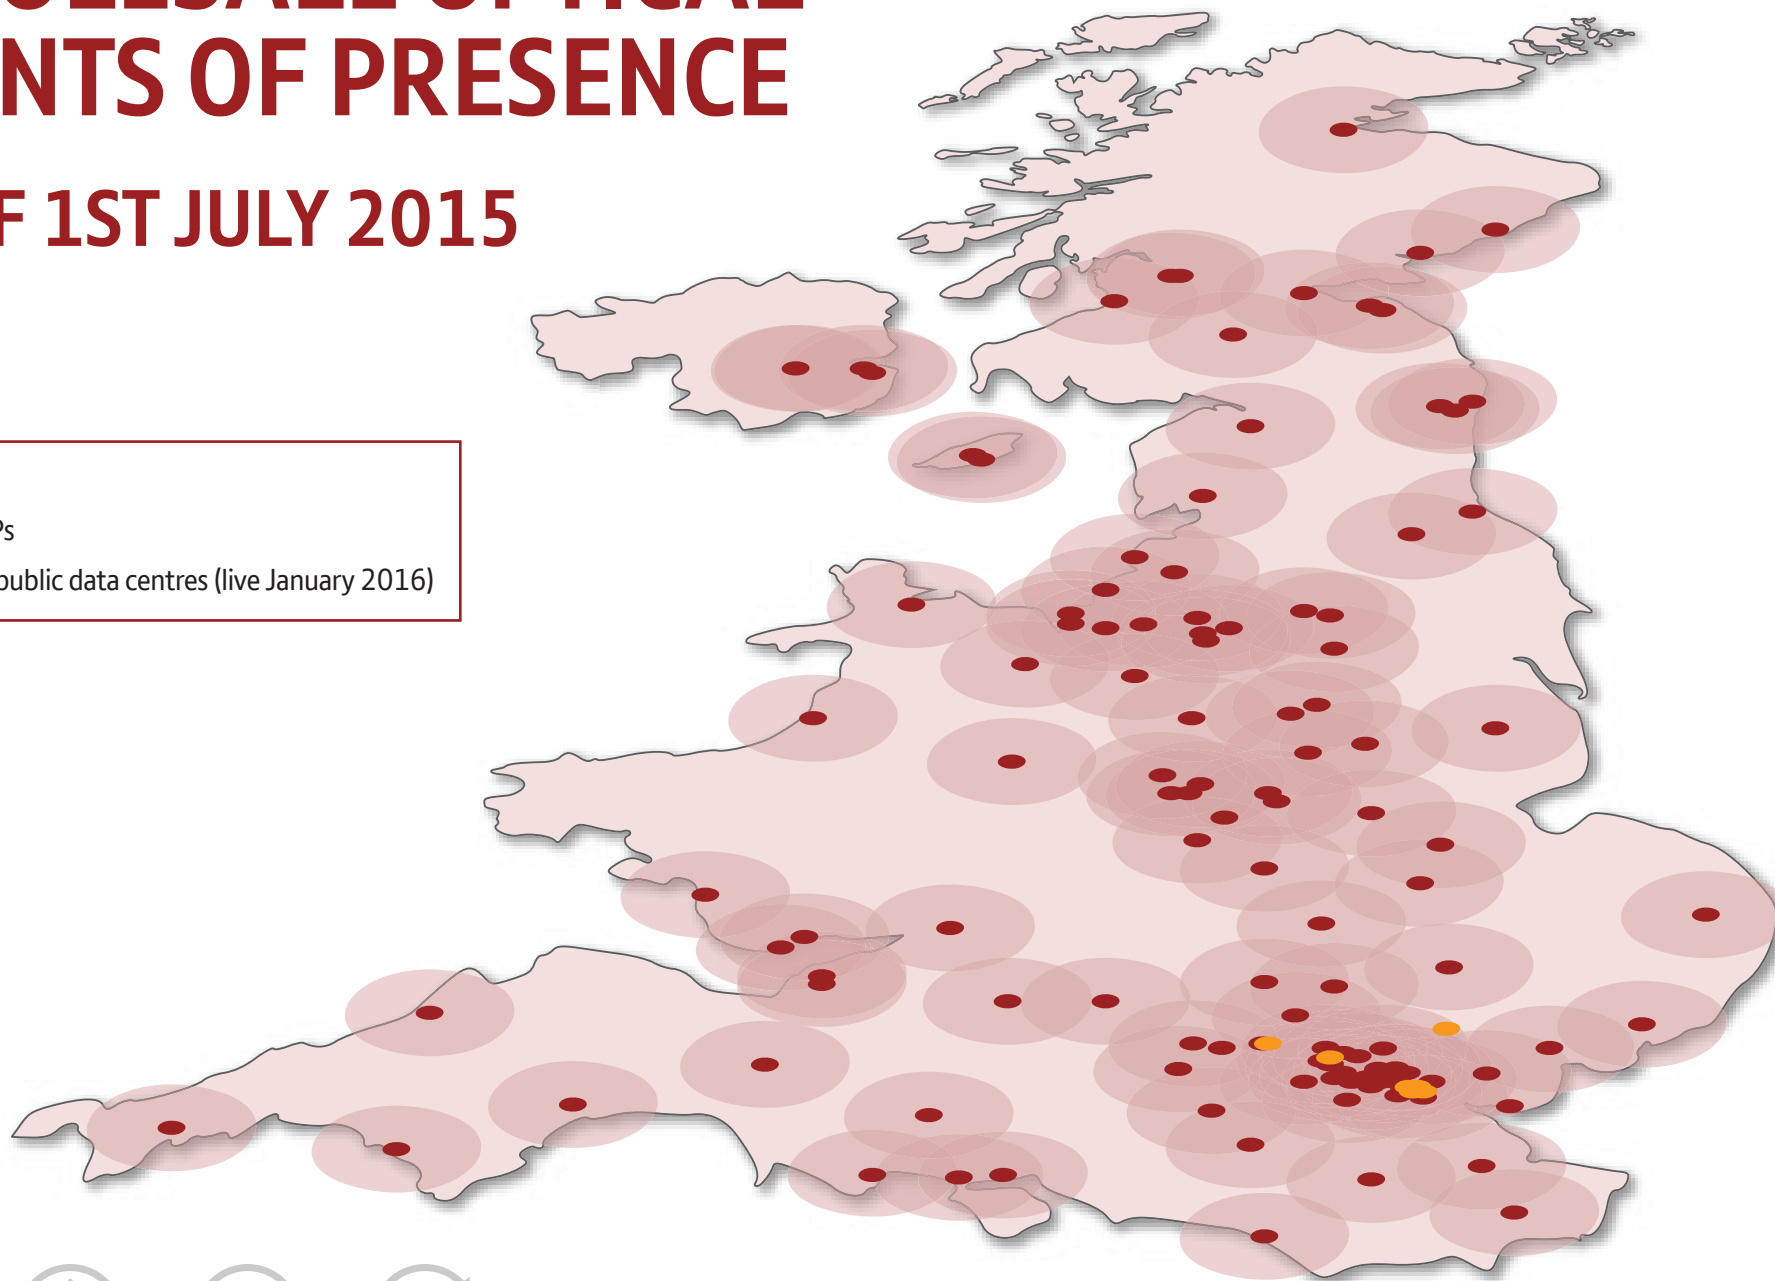 NTS OF PRESENCE
F 1ST JULY 2015
Ps
public data centres (live January 2016)